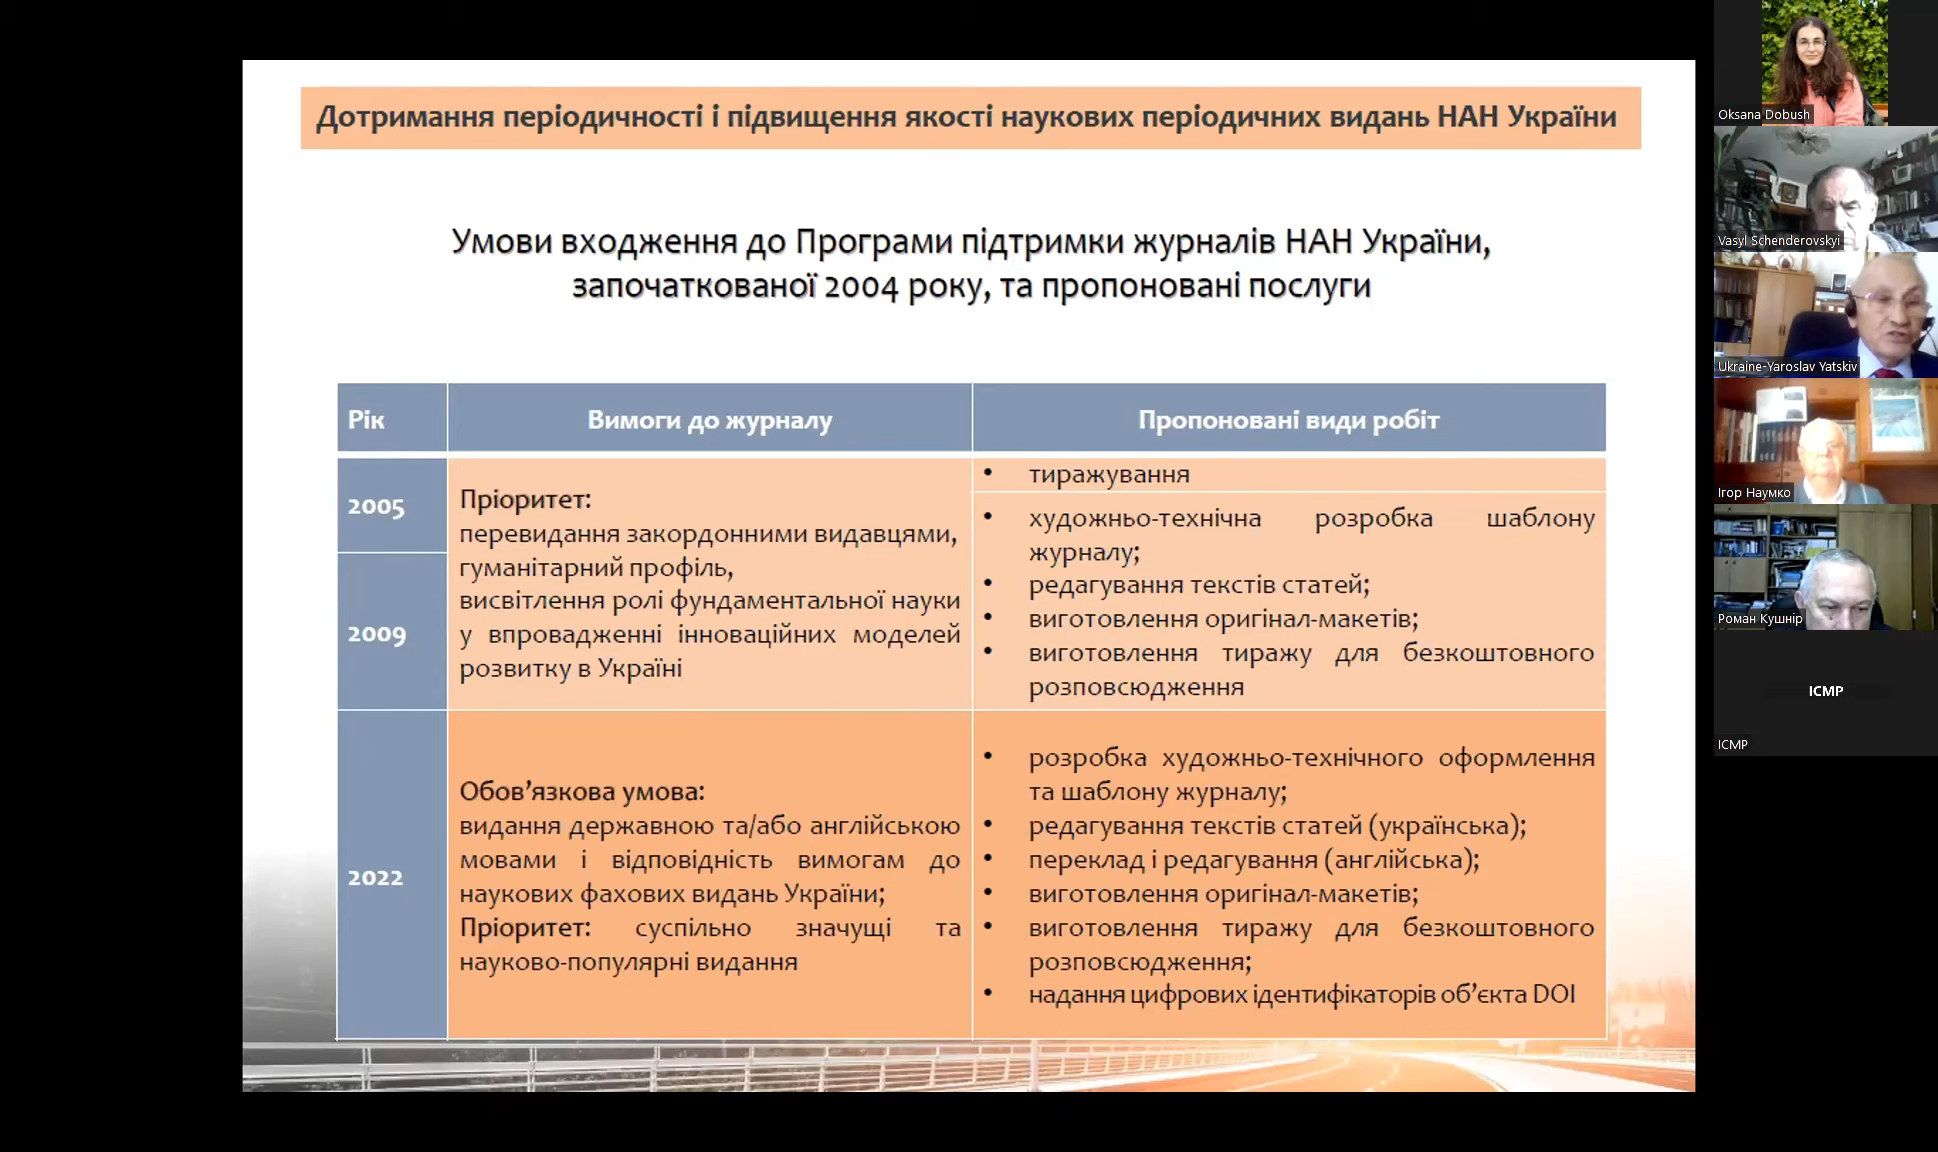 Дотримання періодичності і підвищення якості наукових періодичних видань НАН України
Умови входження до Програми підтримки журналів НАН України,
започаткованої 2004 року, та пропоновані послуги
Рік
Вимоги до журналу
Пропоновані види робіт
2005
2009
Пріоритет:
перевидання закордонними видавцями,
гуманітарний профіль,
висвітлення ролі фундаментальної науки
у впровадженні інноваційних моделей
розвитку в Україні
• тиражування
• художньо-технічна розробка шаблону
журналу;
• редагування текстів статей;
• виготовлення оригінал-макетів;
• виготовлення тиражу для безкоштовного
розповсюдження
2022
Обов’язкова умова:
видання державною та/або англійською
мовами і відповідність вимогам до
наукових фахових видань України;
Пріоритет: суспільно значущі та
науково-популярні видання
• розробка художньо-технічного оформлення
та шаблону журналу;
• редагування текстів статей (українська);
• переклад і редагування (англійська);
• виготовлення оригінал-макетів;
• виготовлення тиражу для безкоштовного
розповсюдження;
• надання цифрових ідентифікаторів об’єкта DOI
Oksana Dobush
Vasyl Schenderovskyi
Ukraine-Yaroslav Yatskiv
Ігор Наумко
Роман Кушнір
ICMP
ICMP